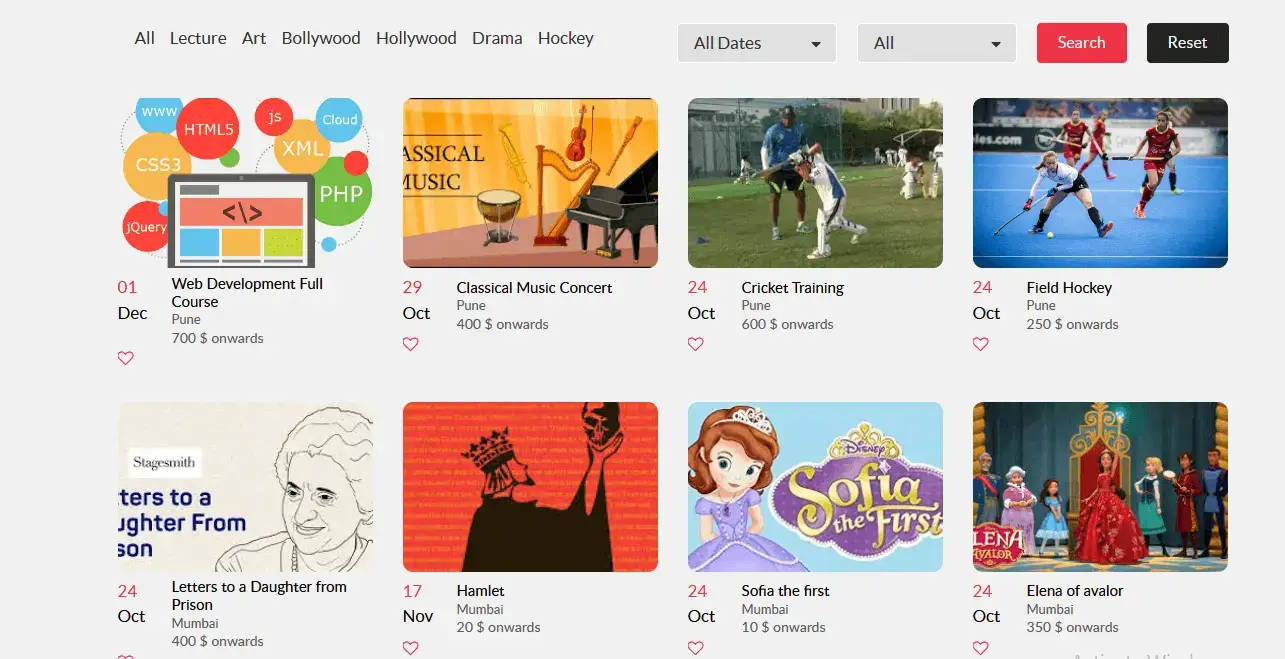 All Lecture Art Bollywood Hollywood Drama Hockey
All Dates
All
Search
Reset
www
HTML5
js
Cloud
CSS3
XML
PHP
jQuery
<\>
ASSICAL
MUSIC
01
Dec
Web Development Full
Course
Pune
700 $ onwards
29
Oct
Classical Music Concert
Pune
400 $ onwards
24
Oct
Cricket Training
Pune
600 $ onwards
24
Oct
Field Hockey
Pune
250 $ onwards
Stagesmith
tters to a
ughter From
son
Disney
Sofia
the First
LENA
AVALOR
24
Oct
Letters to a Daughter from
Prison
Mumbai
400 $ onwards
17
Nov
Hamlet
Mumbai
20 $ onwards
24
Oct
Sofia the first
Mumbai
10 $ onwards
24
Oct
Elena of avalor
Mumbai
350 $ onwards